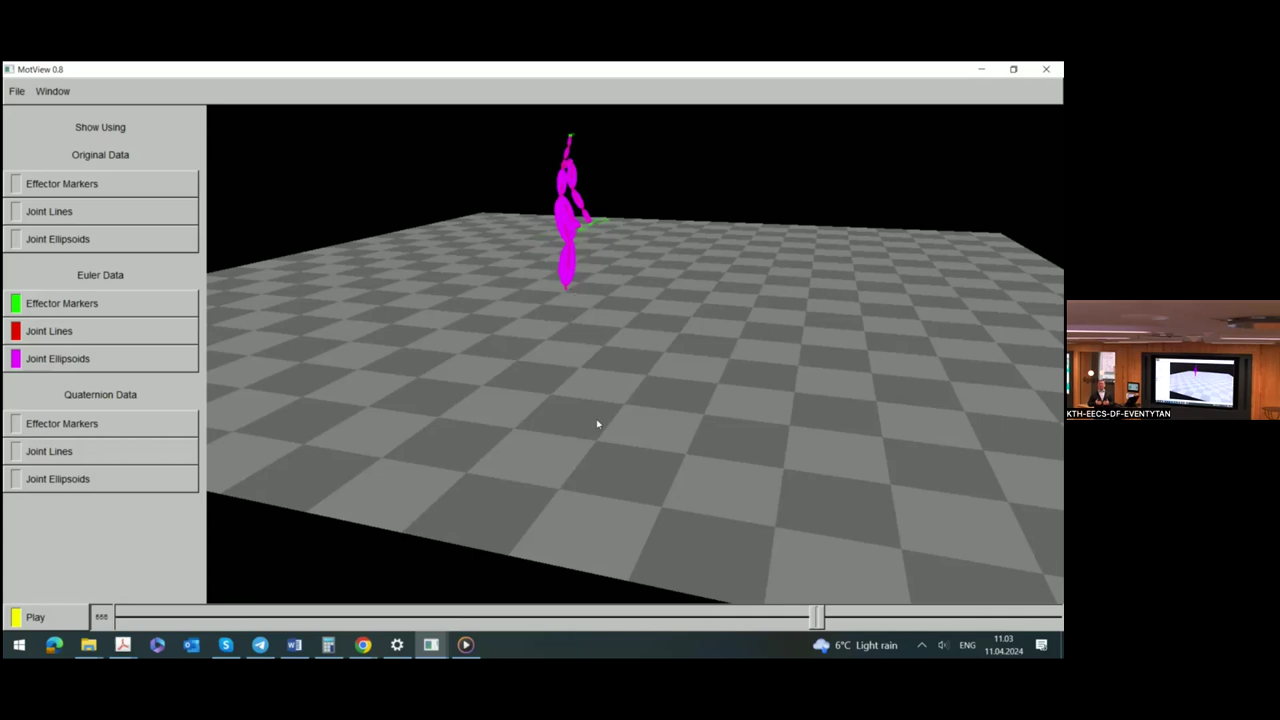 MotView 0.8
File Window
Show Using
Original Data
Effector Markers
Joint Lines
Joint Ellipsoids
Euler Data
Effector Markers
Joint Lines
Joint Ellipsoids
Quaternion Data
Effector Markers
Joint Lines
Joint Ellipsoids
Play
KTH-EECS-DF-EVENTYTAN
6°C Light rain
ENG
11.03
11.04.2024